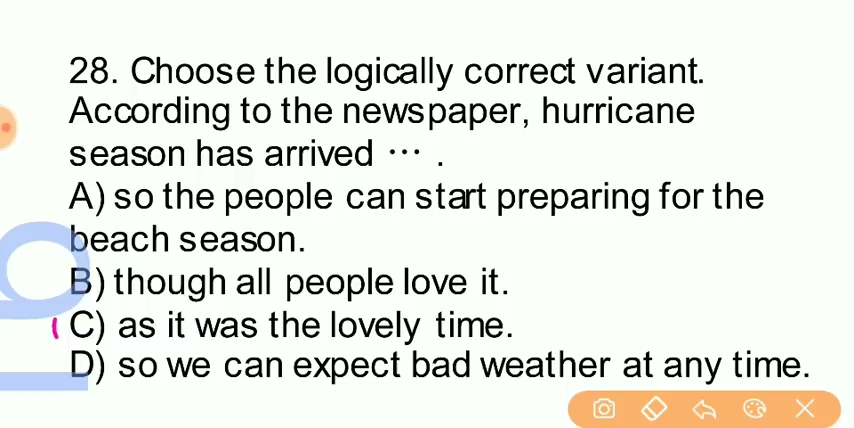 28. Choose the logically correct variant.
According to the newspaper, hurricane
season has arrived ··· .
A) so the people can start preparing for the
beach season.
B) though all people love it.
C) as it was the lovely time.
D) so we can expect bad weather at any time.